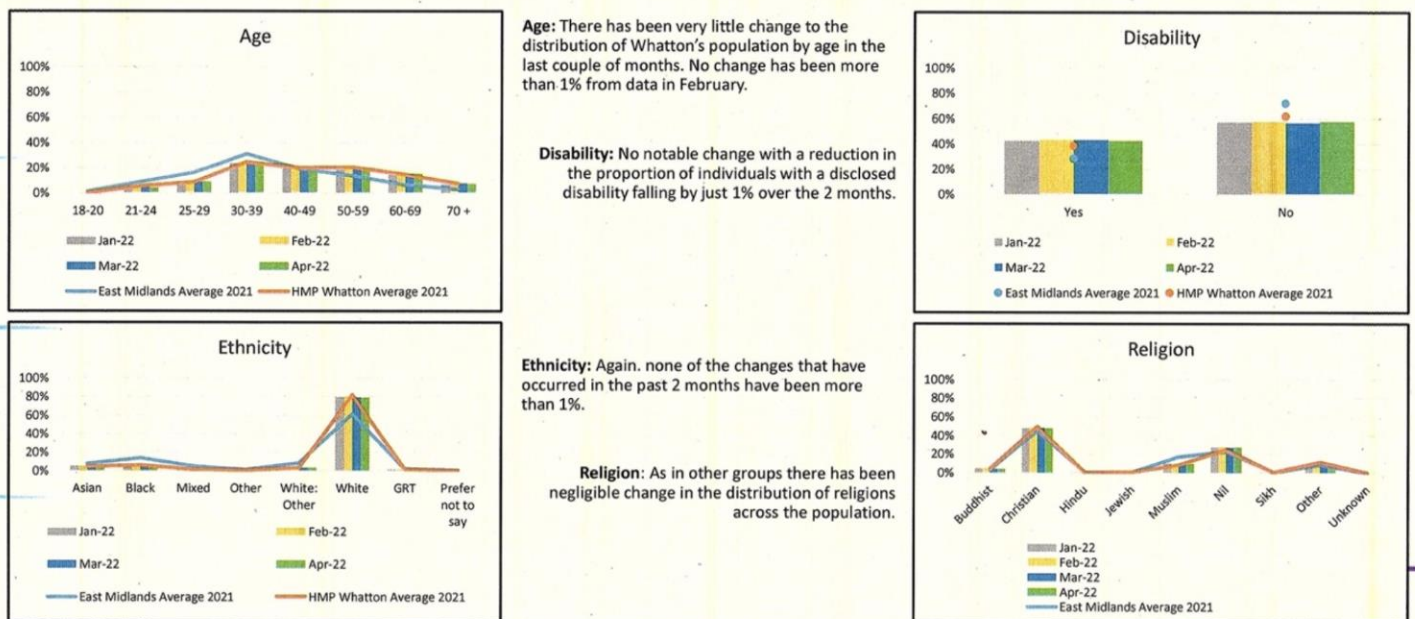 Age
100%
80%
60%
40%
20%
0%
18-20 21-24 25-29 30-39 40-49 50-59 60-69 70 +
Jan-22 Feb-22
Mar-22 Apr-22
East Midlands Average 2021 HMP Whatton Average 2021
Age: There has been very little change to the
distribution of Whatton's population by age in the
last couple of months. No change has been more
than 1% from data in February.
Disability: No notable change with a reduction in
the proportion of individuals with a disclosed
disability falling by just 1% over the 2 months.
Disability
100%
80%
60%
40%
20%
0%
Yes No
Jan-22 Feb-22
Mar-22 Apr-22
East Midlands Average 2021 HMP Whatton Average 2021
Ethnicity
100%
80%
60%
40%
20%
0%
Asian Black Mixed Other White: White GRT Prefer
Other not to
say
Jan-22 Feb-22
Mar-22 Apr-22
East Midlands Average 2021 HMP Whatton Average 2021
Ethnicity: Again. none of the changes that have
occurred in the past 2 months have been more
than 1%.
Religion: As in other groups there has been
negligible change in the distribution of religions
across the population.
Religion
100%
80%
60%
40%
20%
0%
Buddhist Christian Hindu Jewish Muslim Nil Sikh Other Unknown
Jan-22
Feb-22
Mar-22
Apr-22
East Midlands Average 2021